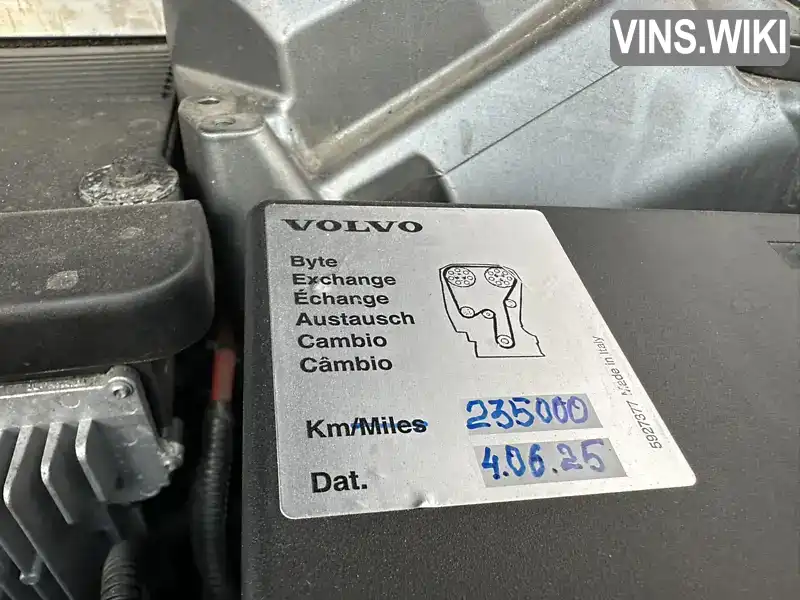 VINS.WIKI
VOLVO
Byte
Exchange
Échange
Austausch
Cambio
Câmbio
Km/Miles 235000
Dat. 4.06.25
5927377 Made in Italy